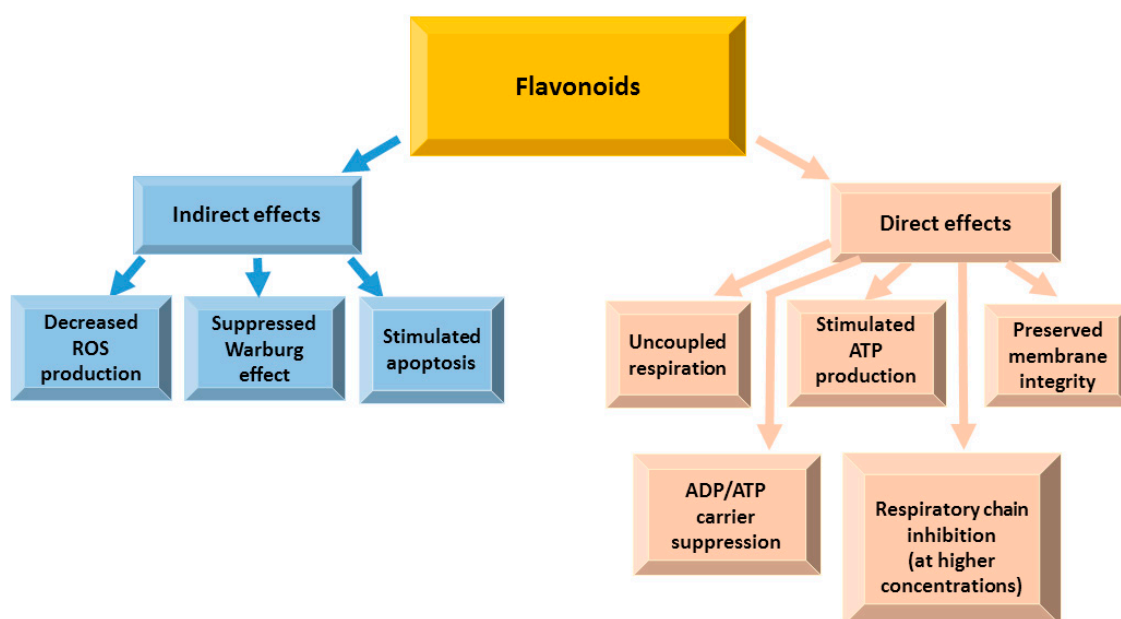 Flavonoids
Indirect effects
Direct effects
Decreased
ROS
production
Suppressed
Warburg
effect
Stimulated
apoptosis
Uncoupled
respiration
Stimulated
ATP
production
Preserved
membrane
integrity
ADP/ATP
carrier
suppression
Respiratory chain
inhibition
(at higher
concentrations)